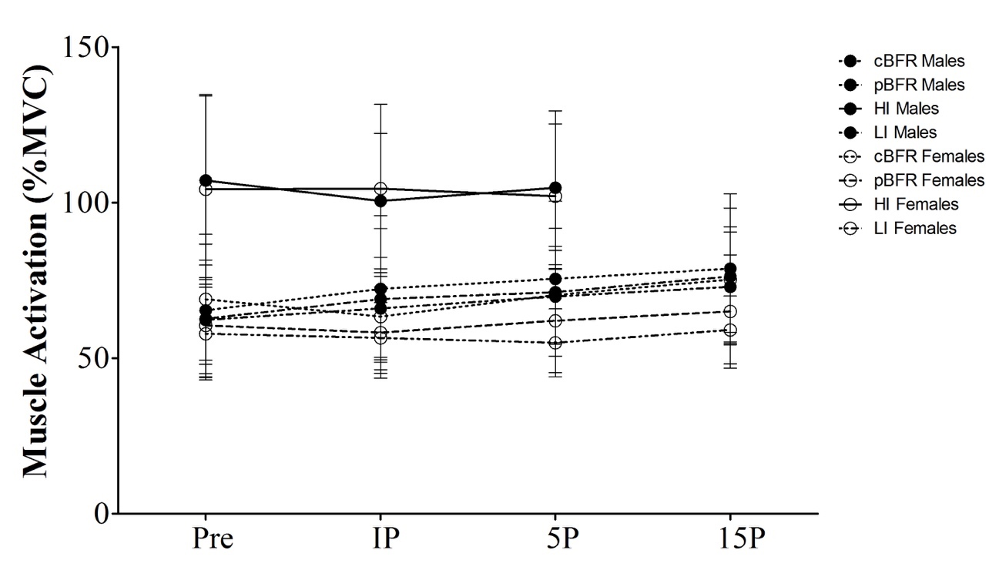 Muscle Activation (%MVC)
150
100
50
0
Pre
IP
5P
15P
cBFR Males
pBFR Males
HI Males
LI Males
cBFR Females
pBFR Females
HI Females
LI Females